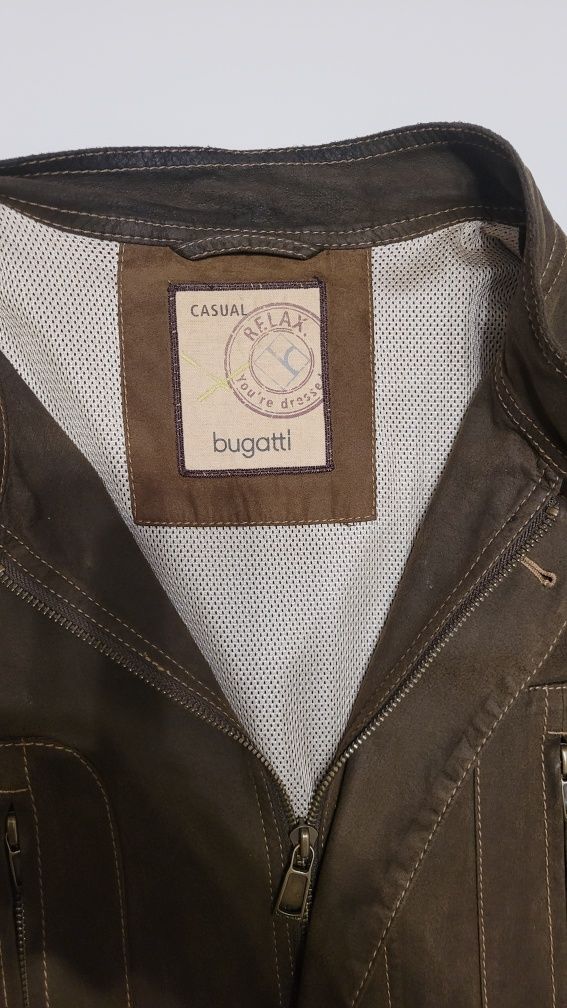 CASUAL
RELAX.
You're dresse
b
bugatti